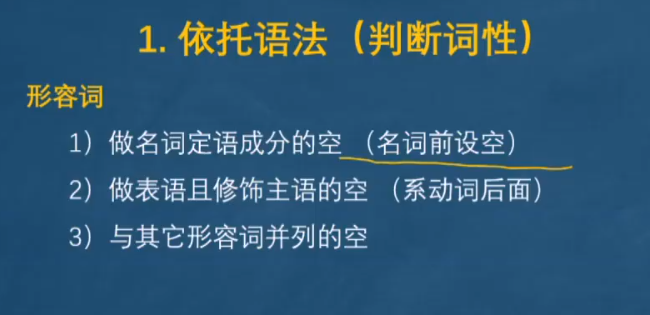 1. 依托语法（判断词性）
形容词
1）做名词定语成分的空 （名词前设空）
2）做表语且修饰主语的空 （系动词后面）
3）与其它形容词并列的空